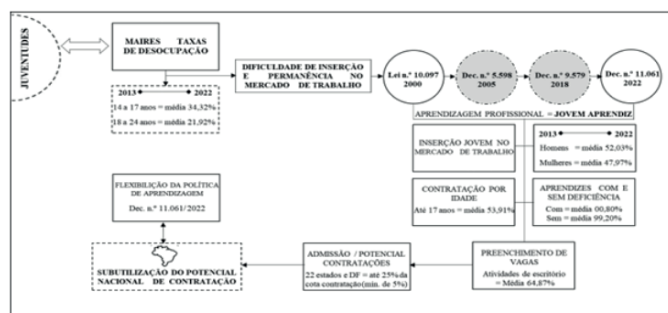 JUVENTUDES
MAIRES TAXAS
DE DESOCUPAÇÃO
2013 2022
14 a 17 anos = média 34,32%
18 a 24 anos = média 21,92%
DIFICULDADE DE INSERÇÃO
E PERMANÊNCIA NO
MERCADO DE TRABALHO
Lei n.º 10.097
2000
Dec. n.º 5.598
2005
Dec. n.º 9.579
2018
Dec. n.º 11.061
2022
APRENDIZAGEM PROFISSIONAL = JOVEM APRENDIZ
INSERÇÃO JOVEM NO
MERCADO DE TRABALHO
2013 2022
Homens = média 52,03%
Mulheres = média 47,97%
CONTRATAÇÃO POR
IDADE
Até 17 anos = média 53,91%
APRENDIZES COM E
SEM DEFICIÊNCIA
Com = média 00,80%
Sem = média 99,20%
FLEXIBILIÇÃO DA POLÍTICA
DE APRENDIZAGEM
Dec. n.º 11.061/2022
SUBUTILIZAÇÃO DO POTENCIAL
NACIONAL DE CONTRATAÇÃO
ADMISSÃO / POTENCIAL
CONTRATAÇÕES
22 estados e DF = até 25% da
cota contratação (min. de 5%)
PREENCHIMENTO DE
VAGAS
Atividades de escritório
= Média 64,87%